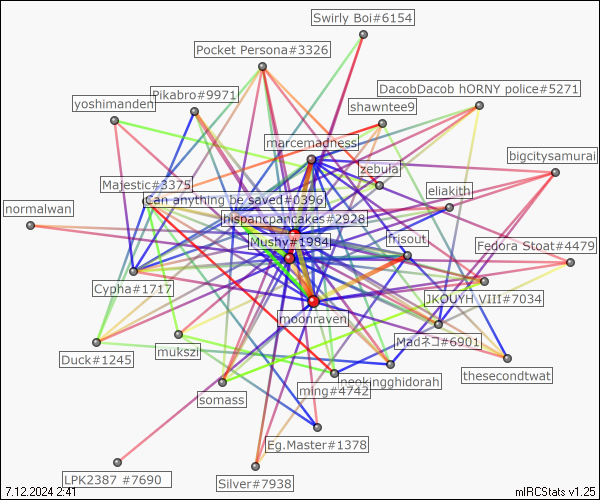 Swirly Boi#6154
Pocket Persona#3326
DacobDacob hORNY police#5271
Pikabro#9971
yoshimanden
shawntee9
marcemadness
bigcitysamurai
zebula
Majestic#3375
eliakith
Can anything be saved#0396
normalwan
hispancpancakes#2928
Mushy#1984
frisout
Fedora Stoat#4479
Cypha#1717
JKOUYH VIII#7034
moonraven
Madネコ#6901
mukszi
Duck#1245
thesecondtwat
neokingghidorah
ming#4742
somass
Eg.Master#1378
LPK2387 #7690
Silver#7938
7.12.2024 2:41
mIRCStats v1.25